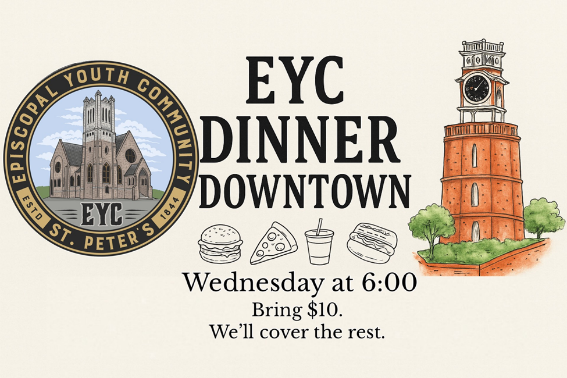 EPISCOPAL YOUTH COMMUNITY
ESTD
EYC
1844
ST. PETER'S
EYC
DINNER
DOWNTOWN
Wednesday at 6:00
Bring $10.
We'll cover the rest.